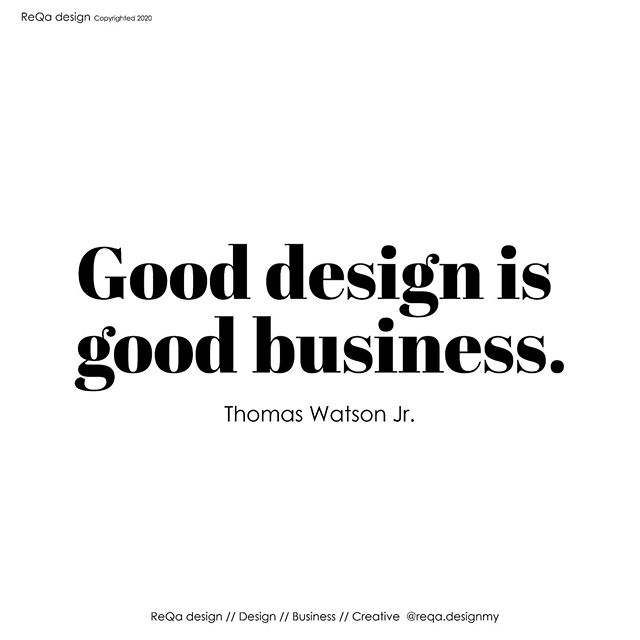 ReQa design Copyrighted 2020
Good design is
good business.
Thomas Watson Jr.
ReQa design // Design // Business // Creative @reqa.designmy